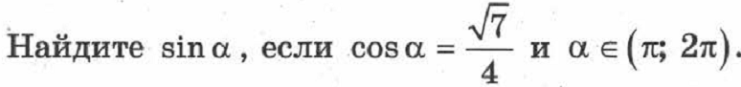 Найдите sin α, если cos α = √7/4 и α ∈ (π; 2π).